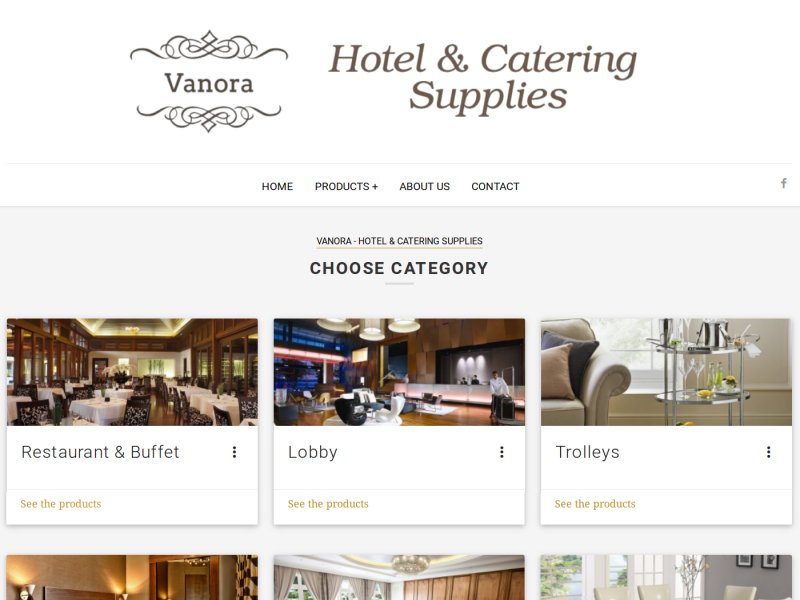 Vanora
Hotel & Catering
Supplies
HOME
PRODUCTS +
ABOUT US
CONTACT
f
VANORA - HOTEL & CATERING SUPPLIES
CHOOSE CATEGORY
Restaurant & Buffet
Lobby
Trolleys
See the products
See the products
See the products